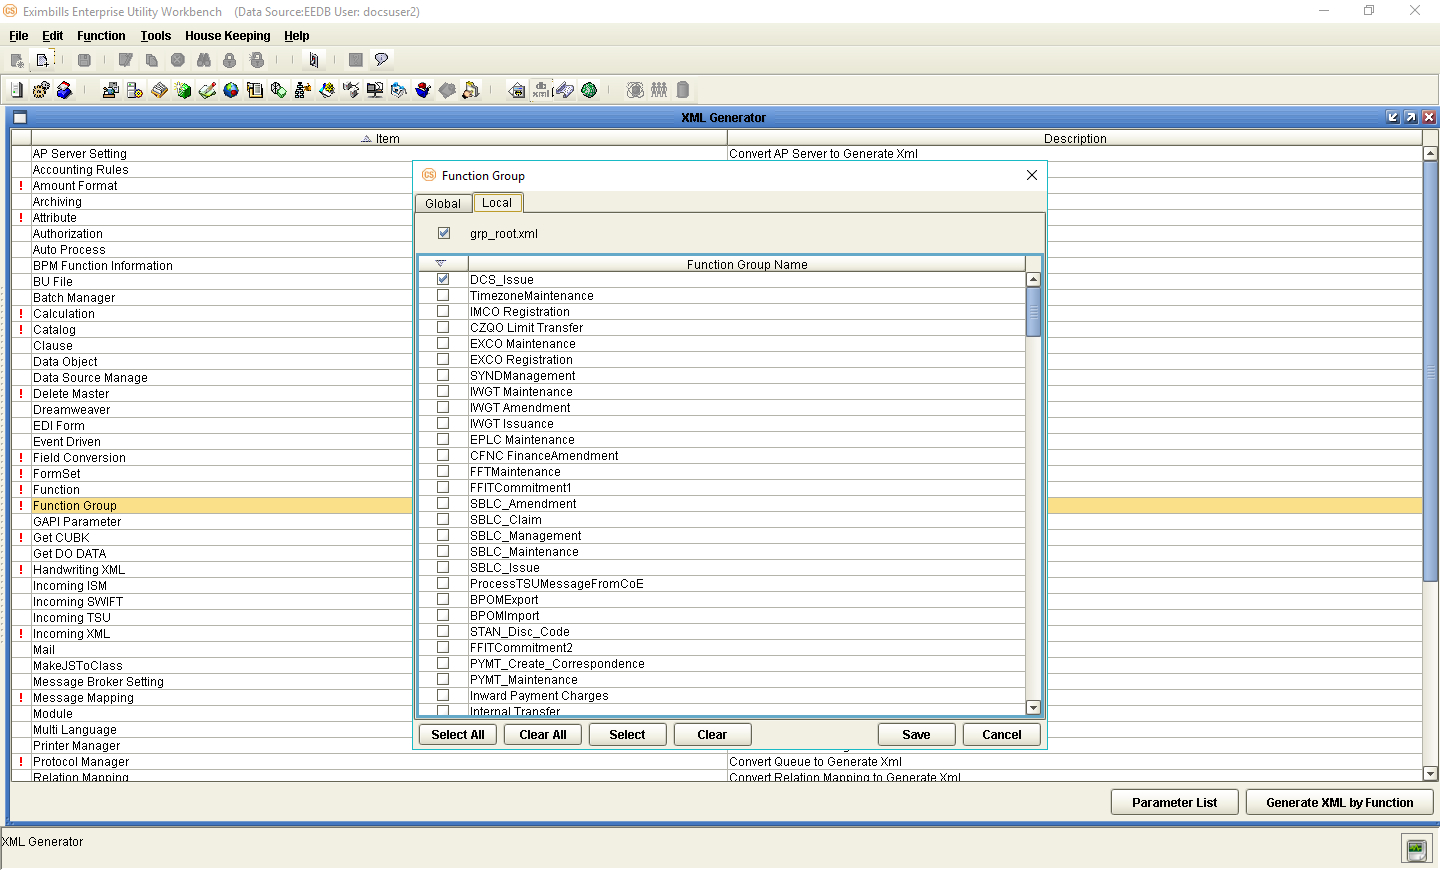 Eximbills Enterprise Utility Workbench (Data Source:EEDB User: docsuser2)
File Edit Function Tools House Keeping Help
XML Generator
Item Description
AP Server Setting Convert AP Server to Generate Xml
Accounting Rules
! Amount Format
Archiving
! Attribute
Authorization
Auto Process
BPM Function Information
BU File
Batch Manager
! Calculation
! Catalog
Clause
Data Object
Data Source Manage
! Delete Master
Dreamweaver
EDI Form
Event Driven
! Field Conversion
! FormSet
! Function
! Function Group
GAPI Parameter
! Get CUBK
Get DO DATA
! Handwriting XML
Incoming ISM
Incoming SWIFT
Incoming TSU
! Incoming XML
Mail
MakeJSToClass
Message Broker Setting
! Message Mapping
Module
Multi Language
Printer Manager
! Protocol Manager Convert Queue to Generate Xml
Relation Mapping Convert Relation Mapping to Generate Xml
CS Function Group
Global Local
grp_root.xml
Function Group Name
DCS_Issue
TimezoneMaintenance
IMCO Registration
CZQO Limit Transfer
EXCO Maintenance
EXCO Registration
SYNDManagement
IWGT Maintenance
IWGT Amendment
IWGT Issuance
EPLC Maintenance
CFNC FinanceAmendment
FFTMaintenance
FFITCommitment1
SBLC_Amendment
SBLC_Claim
SBLC_Management
SBLC_Maintenance
SBLC_Issue
ProcessTSUMessageFromCoE
BPOMExport
BPOMImport
STAN_Disc_Code
FFITCommitment2
PYMT_Create_Correspondence
PYMT_Maintenance
Inward Payment Charges
Internal Transfer
Select All Clear All Select Clear Save Cancel
Parameter List Generate XML by Function
XML Generator